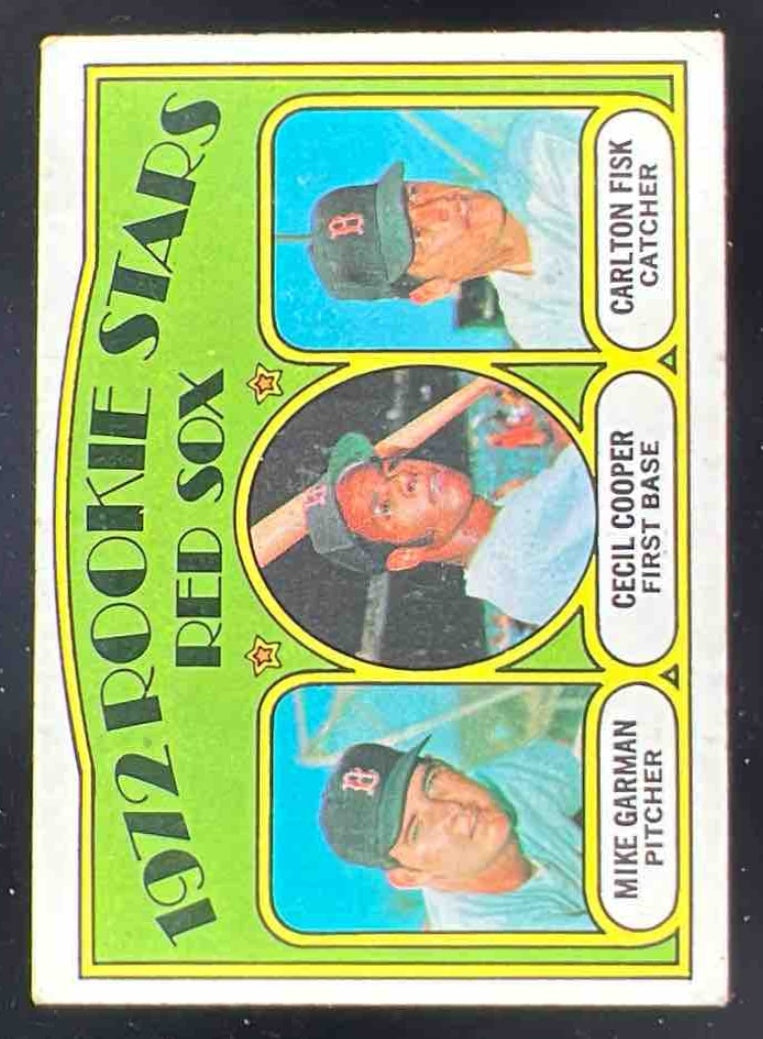 1972 ROOKIE STARS
RED SOX
MIKE GARMAN
PITCHER
CECIL COOPER
FIRST BASE
CARLTON FISK
CATCHER
B
B
B